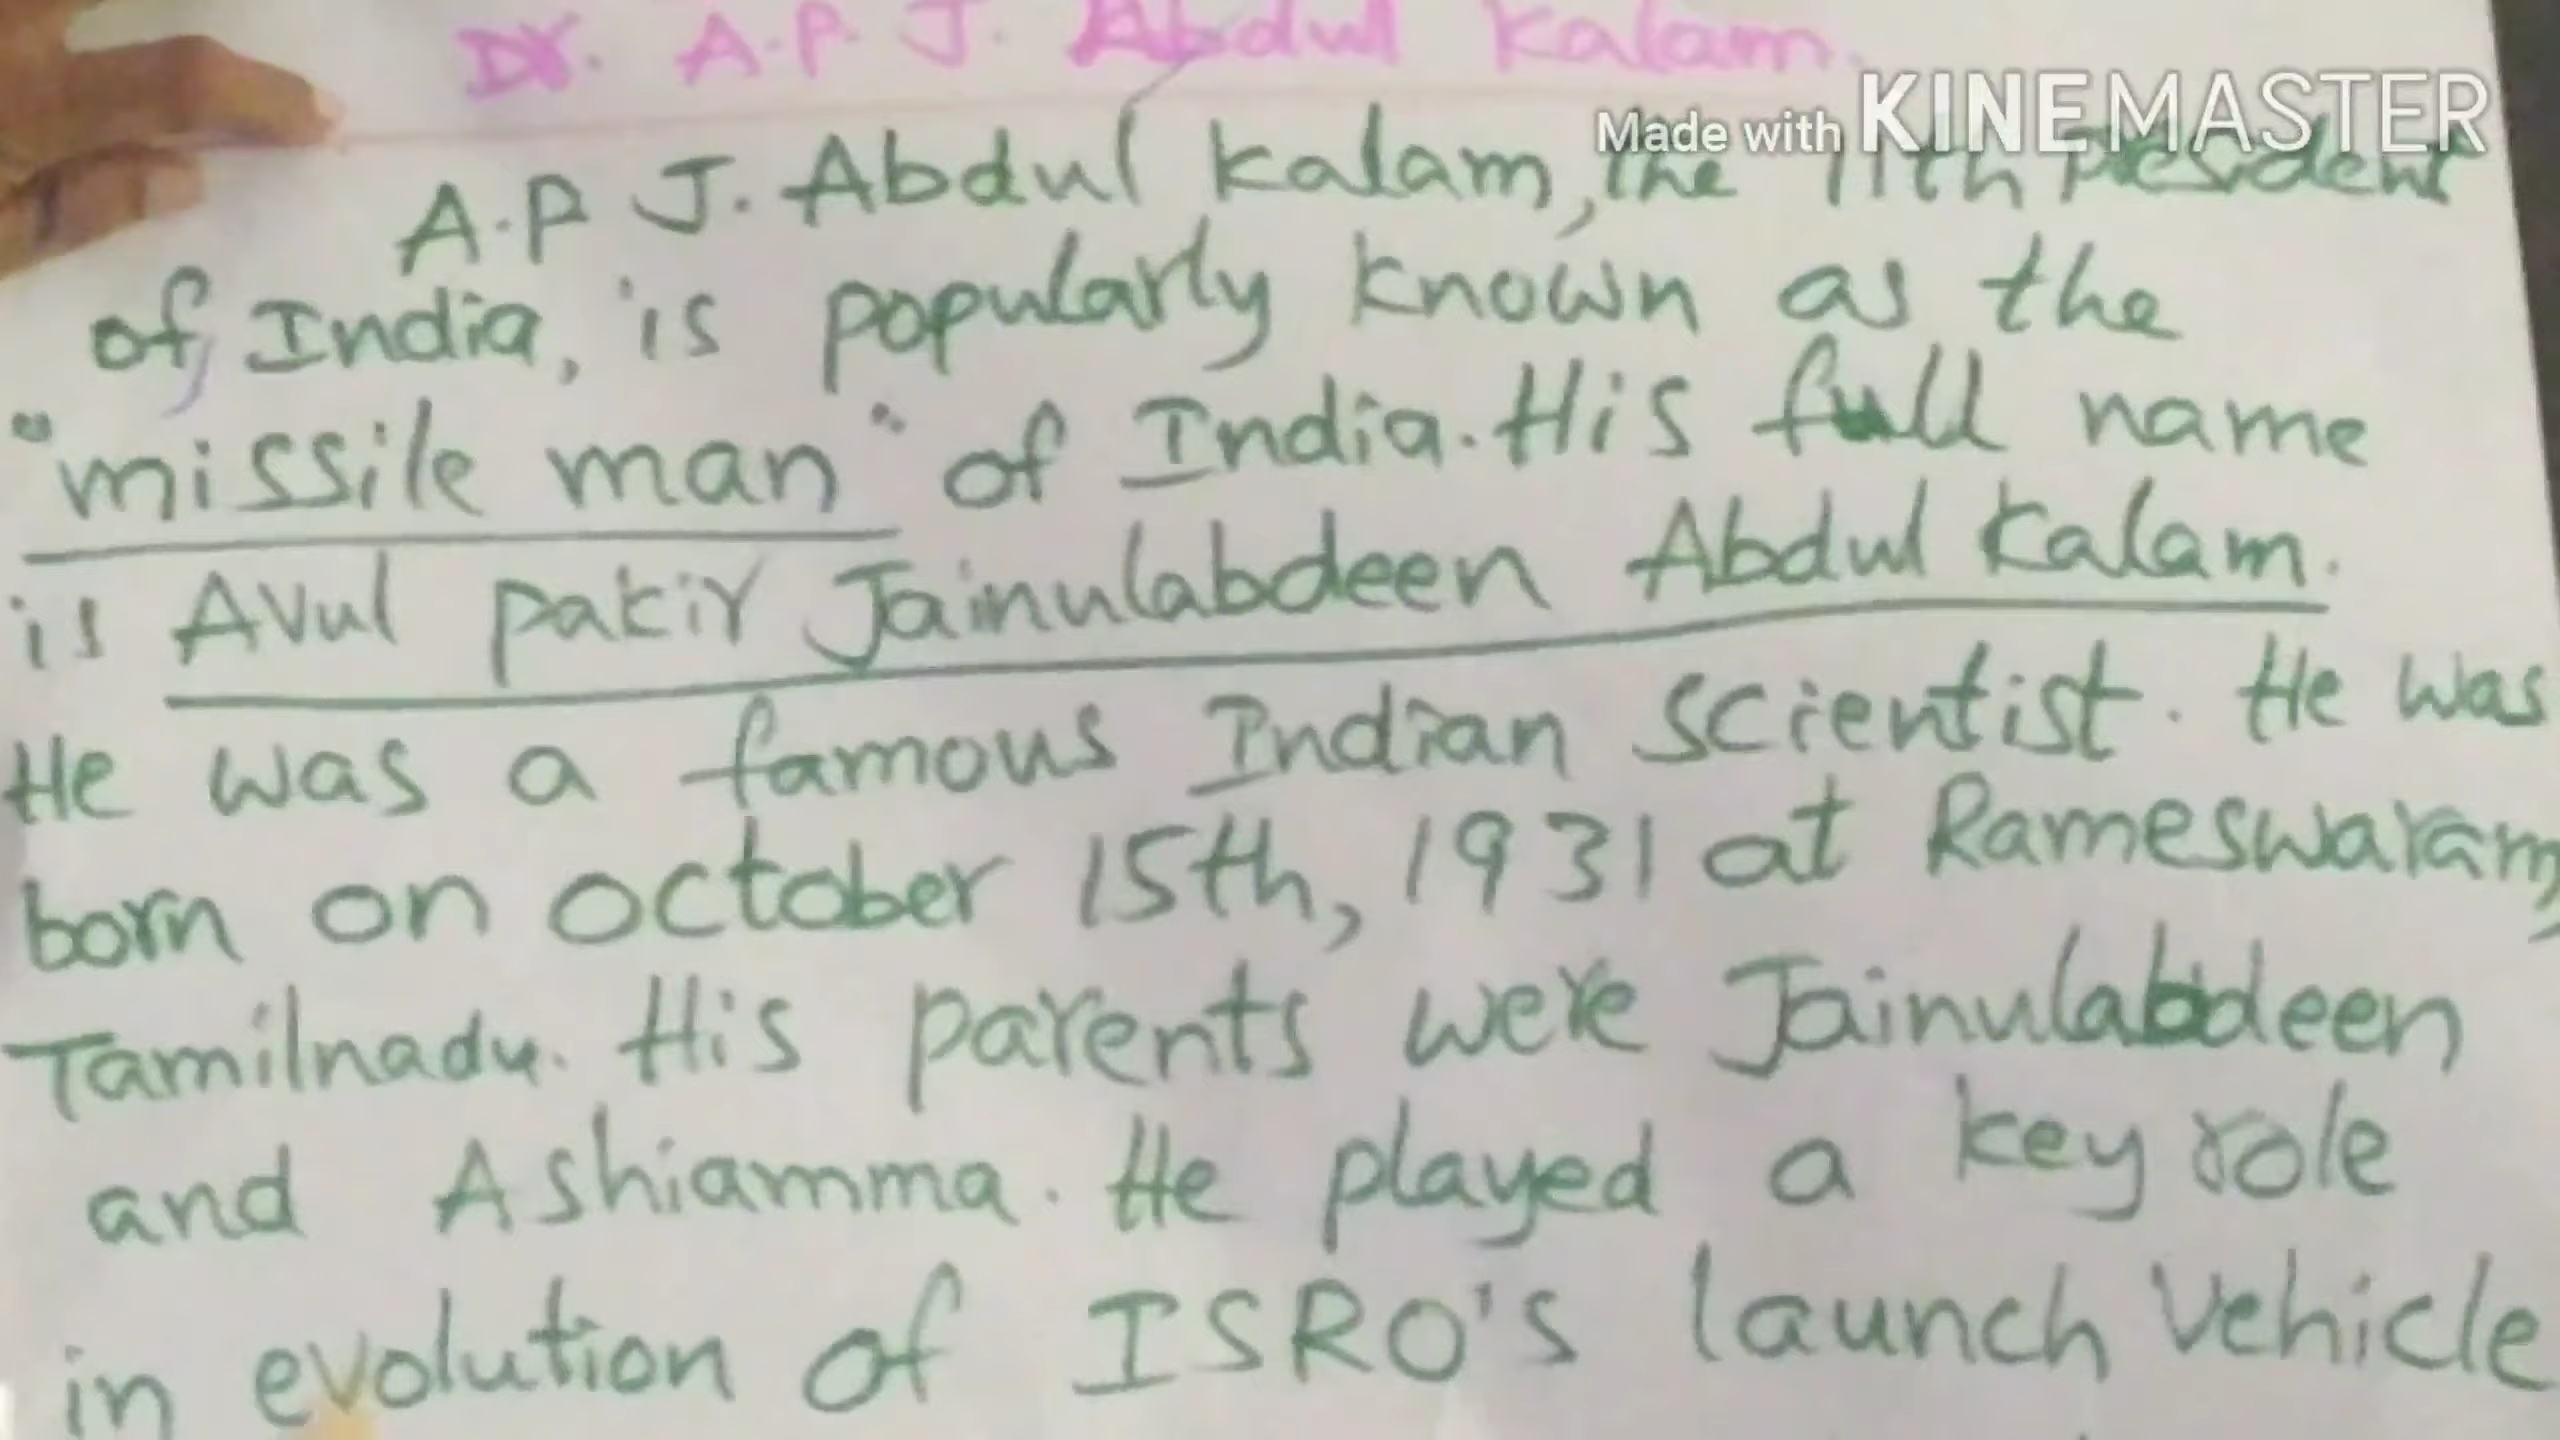 Dr. A.P. J. Abdul Kalam.
Made with KINEMASTER
A.P J. Abdul Kalam, the 11th President
of India, is popularly known as the
"missile man" of India. His full name
is Avul pakir Jainulabdeen Abdul Kalam.
He was a famous Indian scientist. He was
born on october 15th, 1931 at Rameswaram,
Tamilnadu. His parents were Jainulabdeen
and Ashiamma. He played a key role
in evolution of ISRO's launch Vehicle